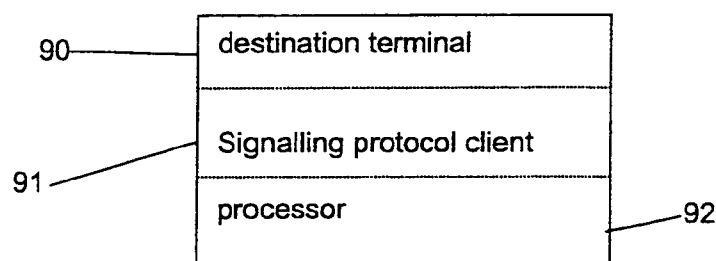 90
destination terminal
Signalling protocol client
91
processor
92